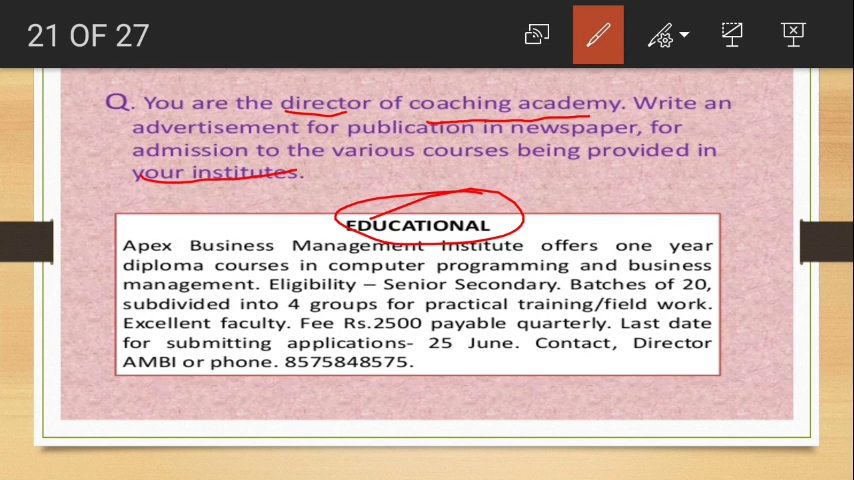 21 OF 27
Q. You are the director of coaching academy. Write an
advertisement for publication in newspaper, for
admission to the various courses being provided in
your institutes.
EDUCATIONAL
Apex Business Management Institute offers one year
diploma courses in computer programming and business
management. Eligibility – Senior Secondary. Batches of 20,
subdivided into 4 groups for practical training/field work.
Excellent faculty. Fee Rs.2500 payable quarterly. Last date
for submitting applications- 25 June. Contact, Director
AMBI or phone. 8575848575.